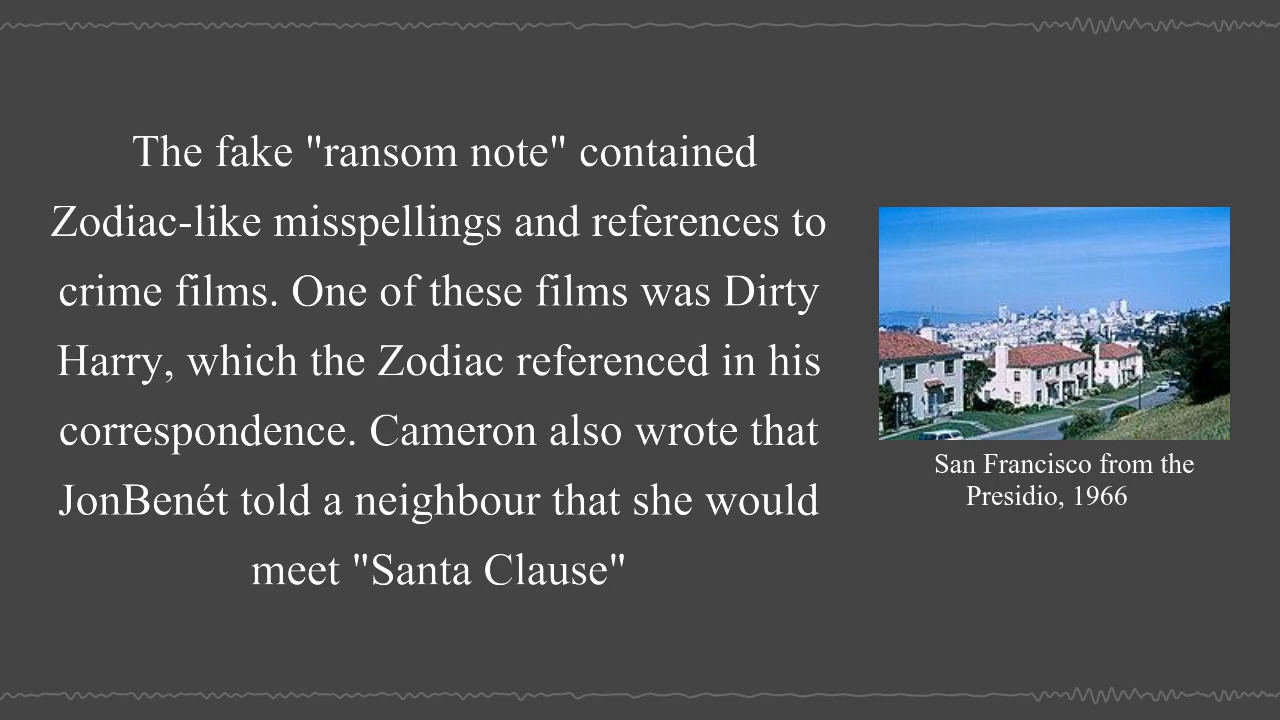 The fake "ransom note" contained
Zodiac-like misspellings and references to
crime films. One of these films was Dirty
Harry, which the Zodiac referenced in his
correspondence. Cameron also wrote that
JonBenét told a neighbour that she would
meet "Santa Clause"
San Francisco from the
Presidio, 1966